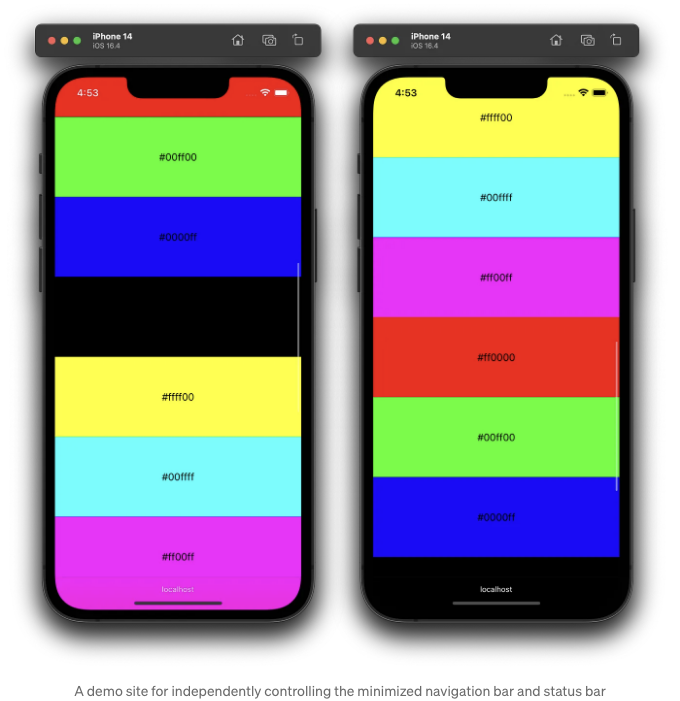 iPhone 14
iOS 16.4
4:53
#00ff00
#0000ff
#ffff00
#00ffff
#ff00ff
localhost
iPhone 14
iOS 16.4
4:53
#ffff00
#00ffff
#ff00ff
#ff0000
#00ff00
#0000ff
localhost
A demo site for independently controlling the minimized navigation bar and status bar